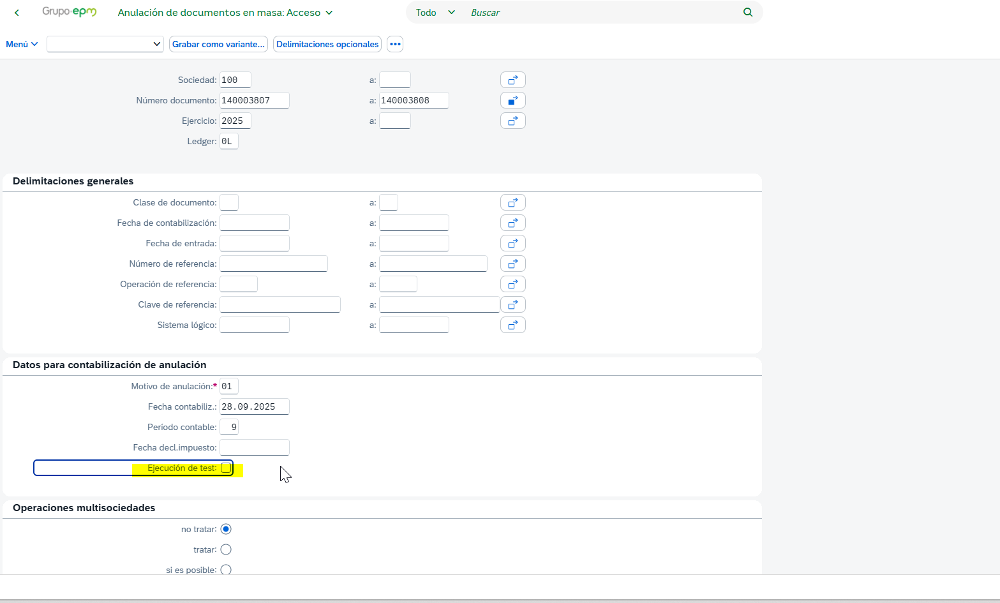 Grupo·epm Anulación de documentos en masa: Acceso Todo Buscar
Menú Grabar como variante... Delimitaciones opcionales •••
Sociedad: 100 a:
Número documento: 140003807 a: 140003808
Ejercicio: 2025 a:
Ledger: 0L
Delimitaciones generales
Clase de documento: a:
Fecha de contabilización: a:
Fecha de entrada: a:
Número de referencia: a:
Operación de referencia: a:
Clave de referencia: a:
Sistema lógico: a:
Datos para contabilización de anulación
Motivo de anulación:* 01
Fecha contabiliz.: 28.09.2025
Período contable: 9
Fecha decl.impuesto:
Ejecución de test:
Operaciones multisociedades
no tratar:
tratar:
si es posible: